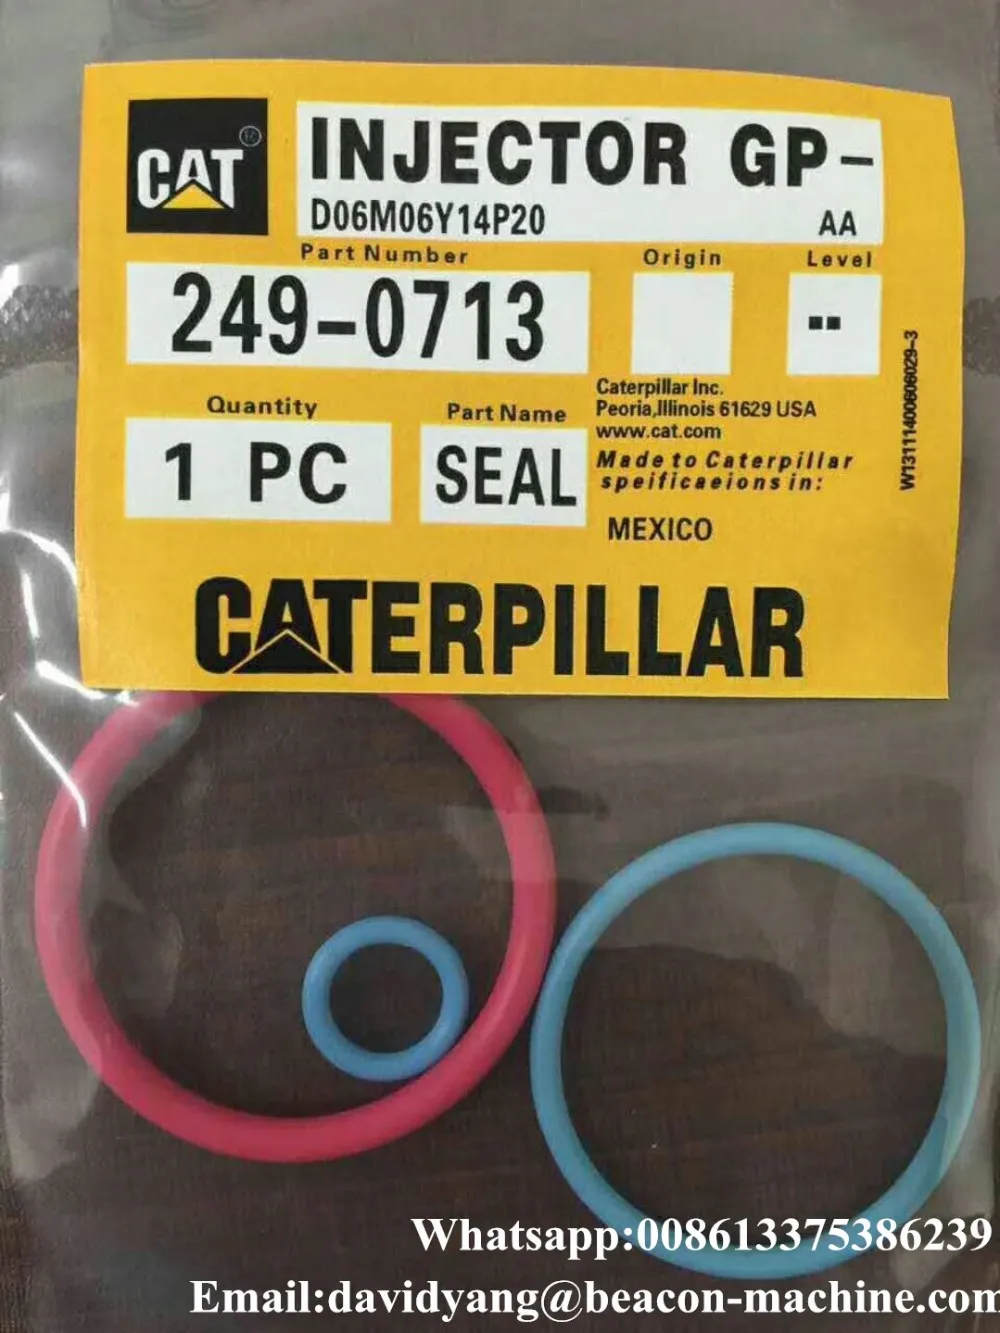 CAT
INJECTOR GP-
D06M06Y14P20 AA
Part Number Origin Level
249-0713 --
Quantity Part Name
1 PC SEAL
Caterpillar Inc.
Peoria,Illinois 61629 USA
www.cat.com
Made to Caterpillar
speificaeions in:
MEXICO
W1311140060602​9-3
CATERPILLAR
Whatsapp:008613375386239
Email:davidyang@beacon-machine.com